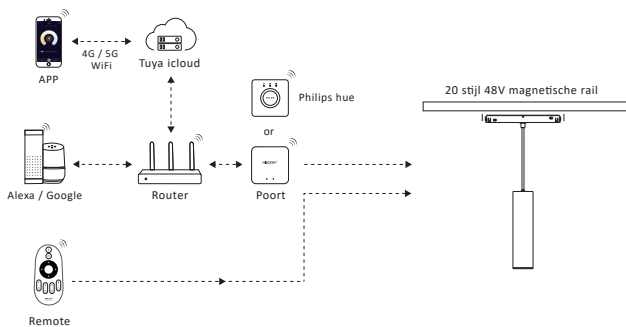 4G / 5G
WiFi
APP
Tuya icloud
Philips hue
or
20 stijl 48V magnetische rail
Alexa / Google
Router
Poort
Remote